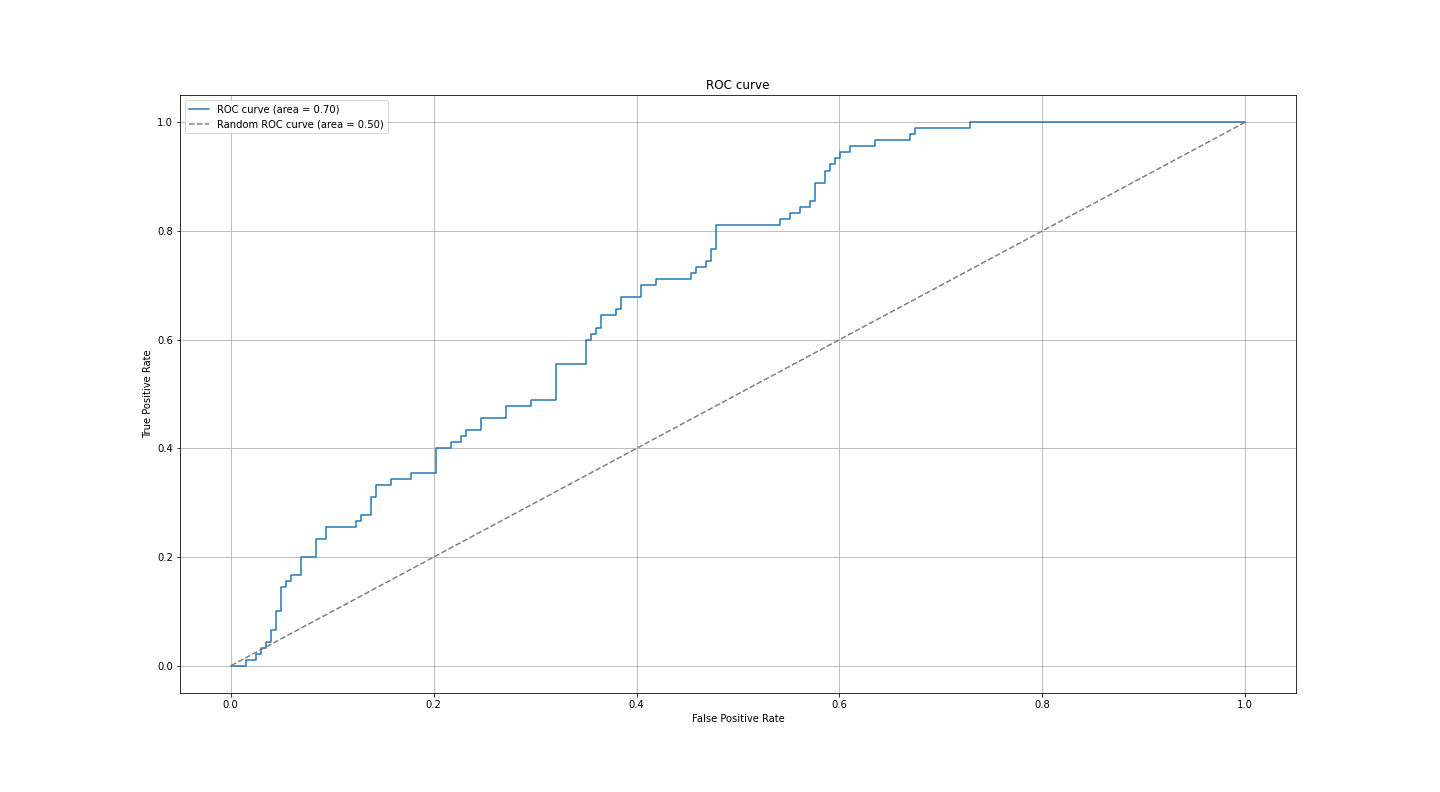 ROC curve
ROC curve (area = 0.70)
Random ROC curve (area = 0.50)
1.0
0.8
0.6
0.4
0.2
0.0
True Positive Rate
0.0 0.2 0.4 0.6 0.8 1.0
False Positive Rate